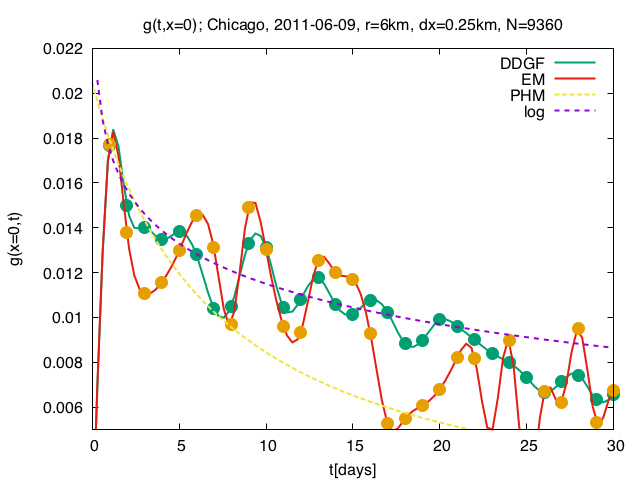 g(t,x=0); Chicago, 2011-06-09, r=6km, dx=0.25km, N=9360
0.022
0.02
0.018
0.016
0.014
0.012
0.01
0.008
0.006
g(x=0,t)
DDGF
EM
PHM
log
0 5 10 15 20 25 30
t[days]